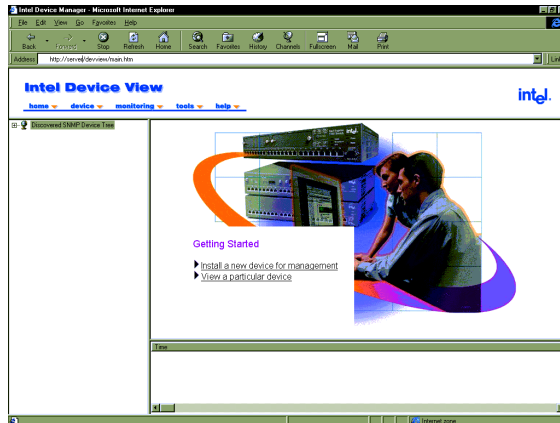 Intel Device Manager - Microsoft Internet Explorer
File Edit View Go Favorites Help
Back Forward Stop Refresh Home Search Favorites History Channels Fullscreen Mail Print
Address http://server/devview/main.htm Link
Intel Device View
home device monitoring tools help
intel.
Discovered SNMP Device Tree
intel
Getting Started
Install a new device for management
View a particular device
Time
Internet zone